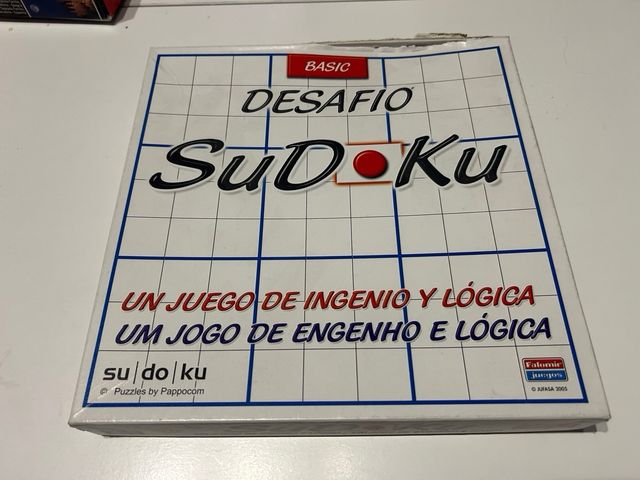 BASIC
DESAFIO
SuDoKu
UN JUEGO DE INGENIO Y LÓGICA
UM JOGO DE ENGENHO E LÓGICA
su|do|ku
© Puzzles by Pappocom
Falomir
juegos
© JUFASA 2005